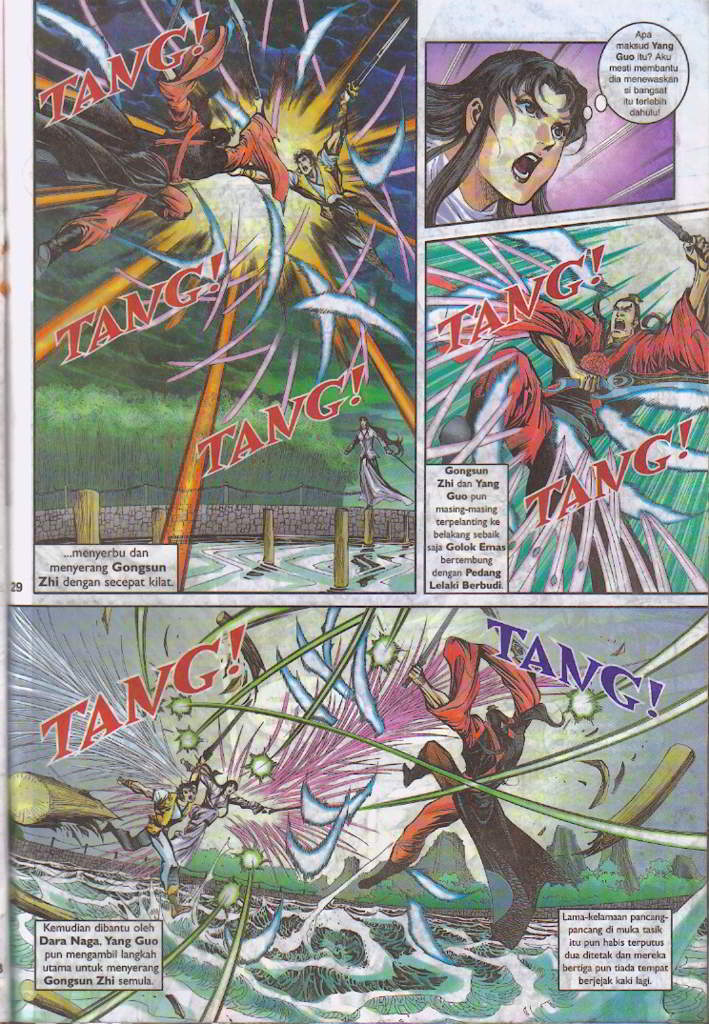 TANG!
TANG!
TANG!
...menyerbu dan
menyerang Gongsun
Zhi dengan secepat kilat.
Apa
maksud Yang
Guo itu? Aku
mesti membantu
dia menewaskan
si bangsat
itu terlebih
dahulu!
TANG!
TANG!
Gongsun
Zhi dan Yang
Guo pun
masing-masing
terpelanting ke
belakang sebaik
saja Golok Emas
bertembung
dengan Pedang
Lelaki Berbudi.
29
TANG!
TANG!
Kemudian dibantu oleh
Dara Naga, Yang Guo
pun mengambil langkah
utama untuk menyerang
Gongsun Zhi semula.
Lama-kelamaan pancang-
pancang di muka tasik
itu pun habis terputus
dua ditetak dan mereka
bertiga pun tiada tempat
berjejak kaki lagi.